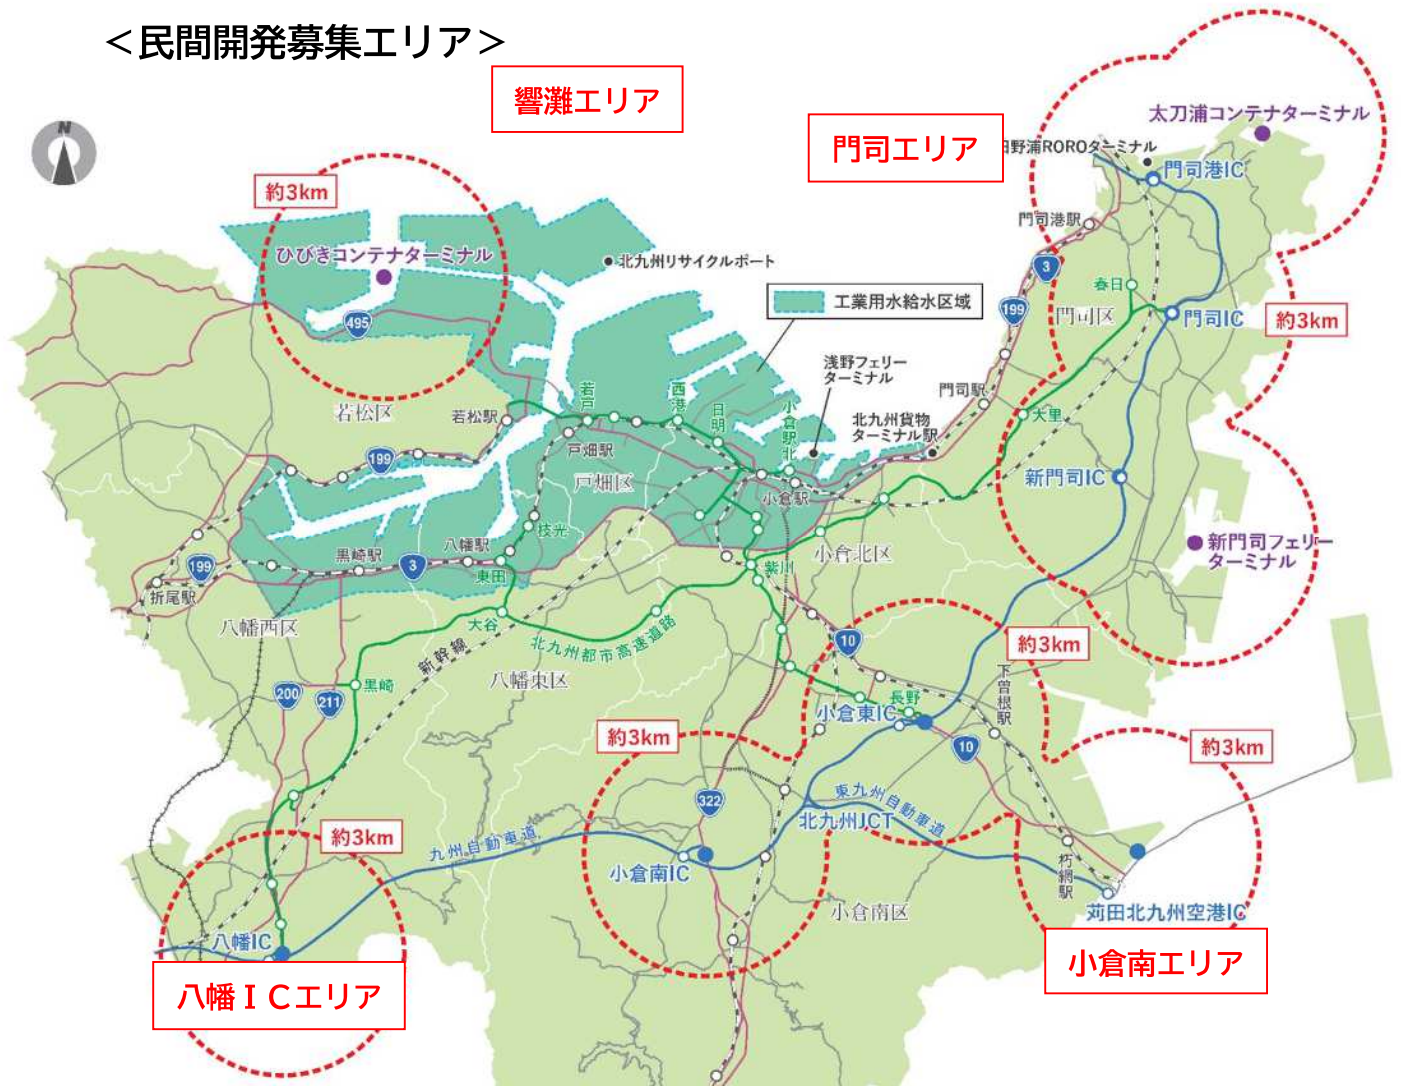 ＜民間開発募集エリア＞
響灘エリア
門司エリア
太刀浦コンテナターミナル
野浦ROROターミナル
門司港IC
N
約3km
門司港駅
ひびきコンテナターミナル
北九州リサイクルポート
3
春日
工業用水給水区域
199
門司区
門司IC
約3km
495
浅野フェリー
ターミナル
若松区
若松駅
若戸
西港
日明
小倉駅北
門司駅
大里
北九州貨物
ターミナル駅
戸畑駅
199
戸畑区
小倉駅
新門司IC
枝光
新門司フェリー
ターミナル
黒崎駅
八幡駅
3
199
東田
小倉北区
紫川
折尾駅
八幡西区
大谷
北九州都市高速道路
新幹線
10
約3km
下曽根駅
八幡東区
黒崎
200
211
長野
小倉東IC
約3km
10
約3km
322
東九州自動車道
北九州JCT
約3km
九州自動車道
小倉南IC
朽網駅
小倉南区
苅田北九州空港IC
八幡IC
小倉南エリア
八幡ＩＣエリア